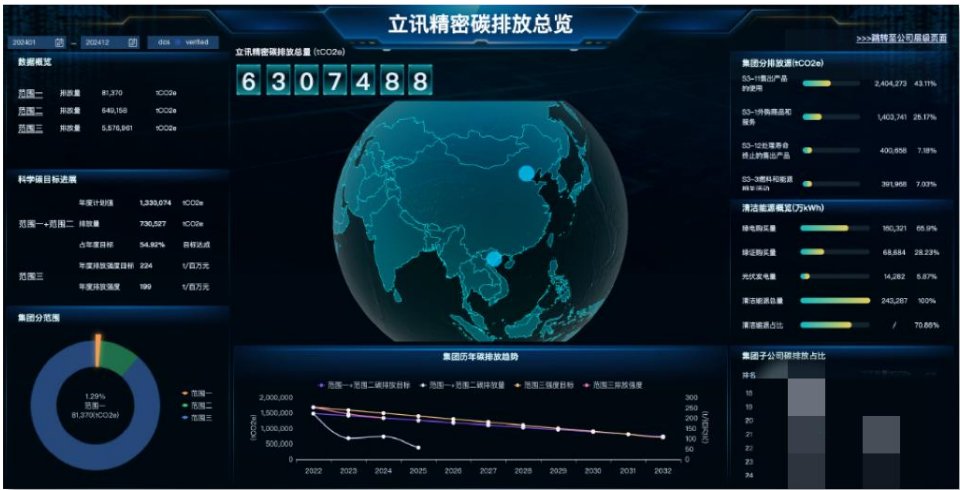 立讯精密碳排放总览
202401 – 202412 dcs verified
>>>跳转至公司层级页面
数据概览
范围一 排放量 81,370 tCO2e
范围二 排放量 649,158 tCO2e
范围三 排放量 5,576,961 tCO2e
科学碳目标进展
年度计划值 1,330,074 tCO2e
范围一+范围二 排放量 730,527 tCO2e
占年度目标 54.92% 目标达成
年度排放强度目标 224 t/百万元
范围三
年度排放强度 199 t/百万元
集团分范围
1.29%
范围一
81,370(tCO2e)
范围一
范围二
范围三
立讯精密碳排放总量 (tCO2e)
6307488
集团历年碳排放趋势
范围一+范围二碳排放目标 范围一+范围二碳排放量 范围三强度目标 范围三排放强度
(tCO2e)
2,000,000
1,500,000
1,000,000
500,000
0
300
250
200
150
100
50
0
2022 2023 2024 2025 2026 2027 2028 2029 2030 2031 2032
集团分排放源(tCO2e)
S3-11售出产品的使用 2,404,273 43.11%
S3-1外购商品和服务 1,403,741 25.17%
S3-12处理寿命终止的售出产品 400,658 7.18%
S3-3燃料和能源相关活动 391,968 7.03%
清洁能源概览(万kWh)
绿电购买量 160,321 65.9%
绿证购买量 68,684 28.23%
光伏发电量 14,282 5.87%
清洁能源总量 243,287 100%
清洁能源占比 / 70.86%
集团子公司碳排放占比
排名
18
19
20
21
22
23
24